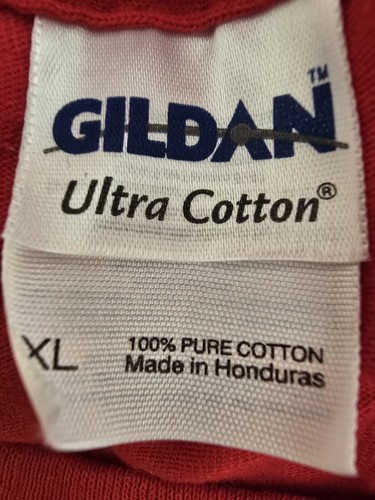 GILDAN™
Ultra Cotton®
XL
100% PURE COTTON
Made in Honduras